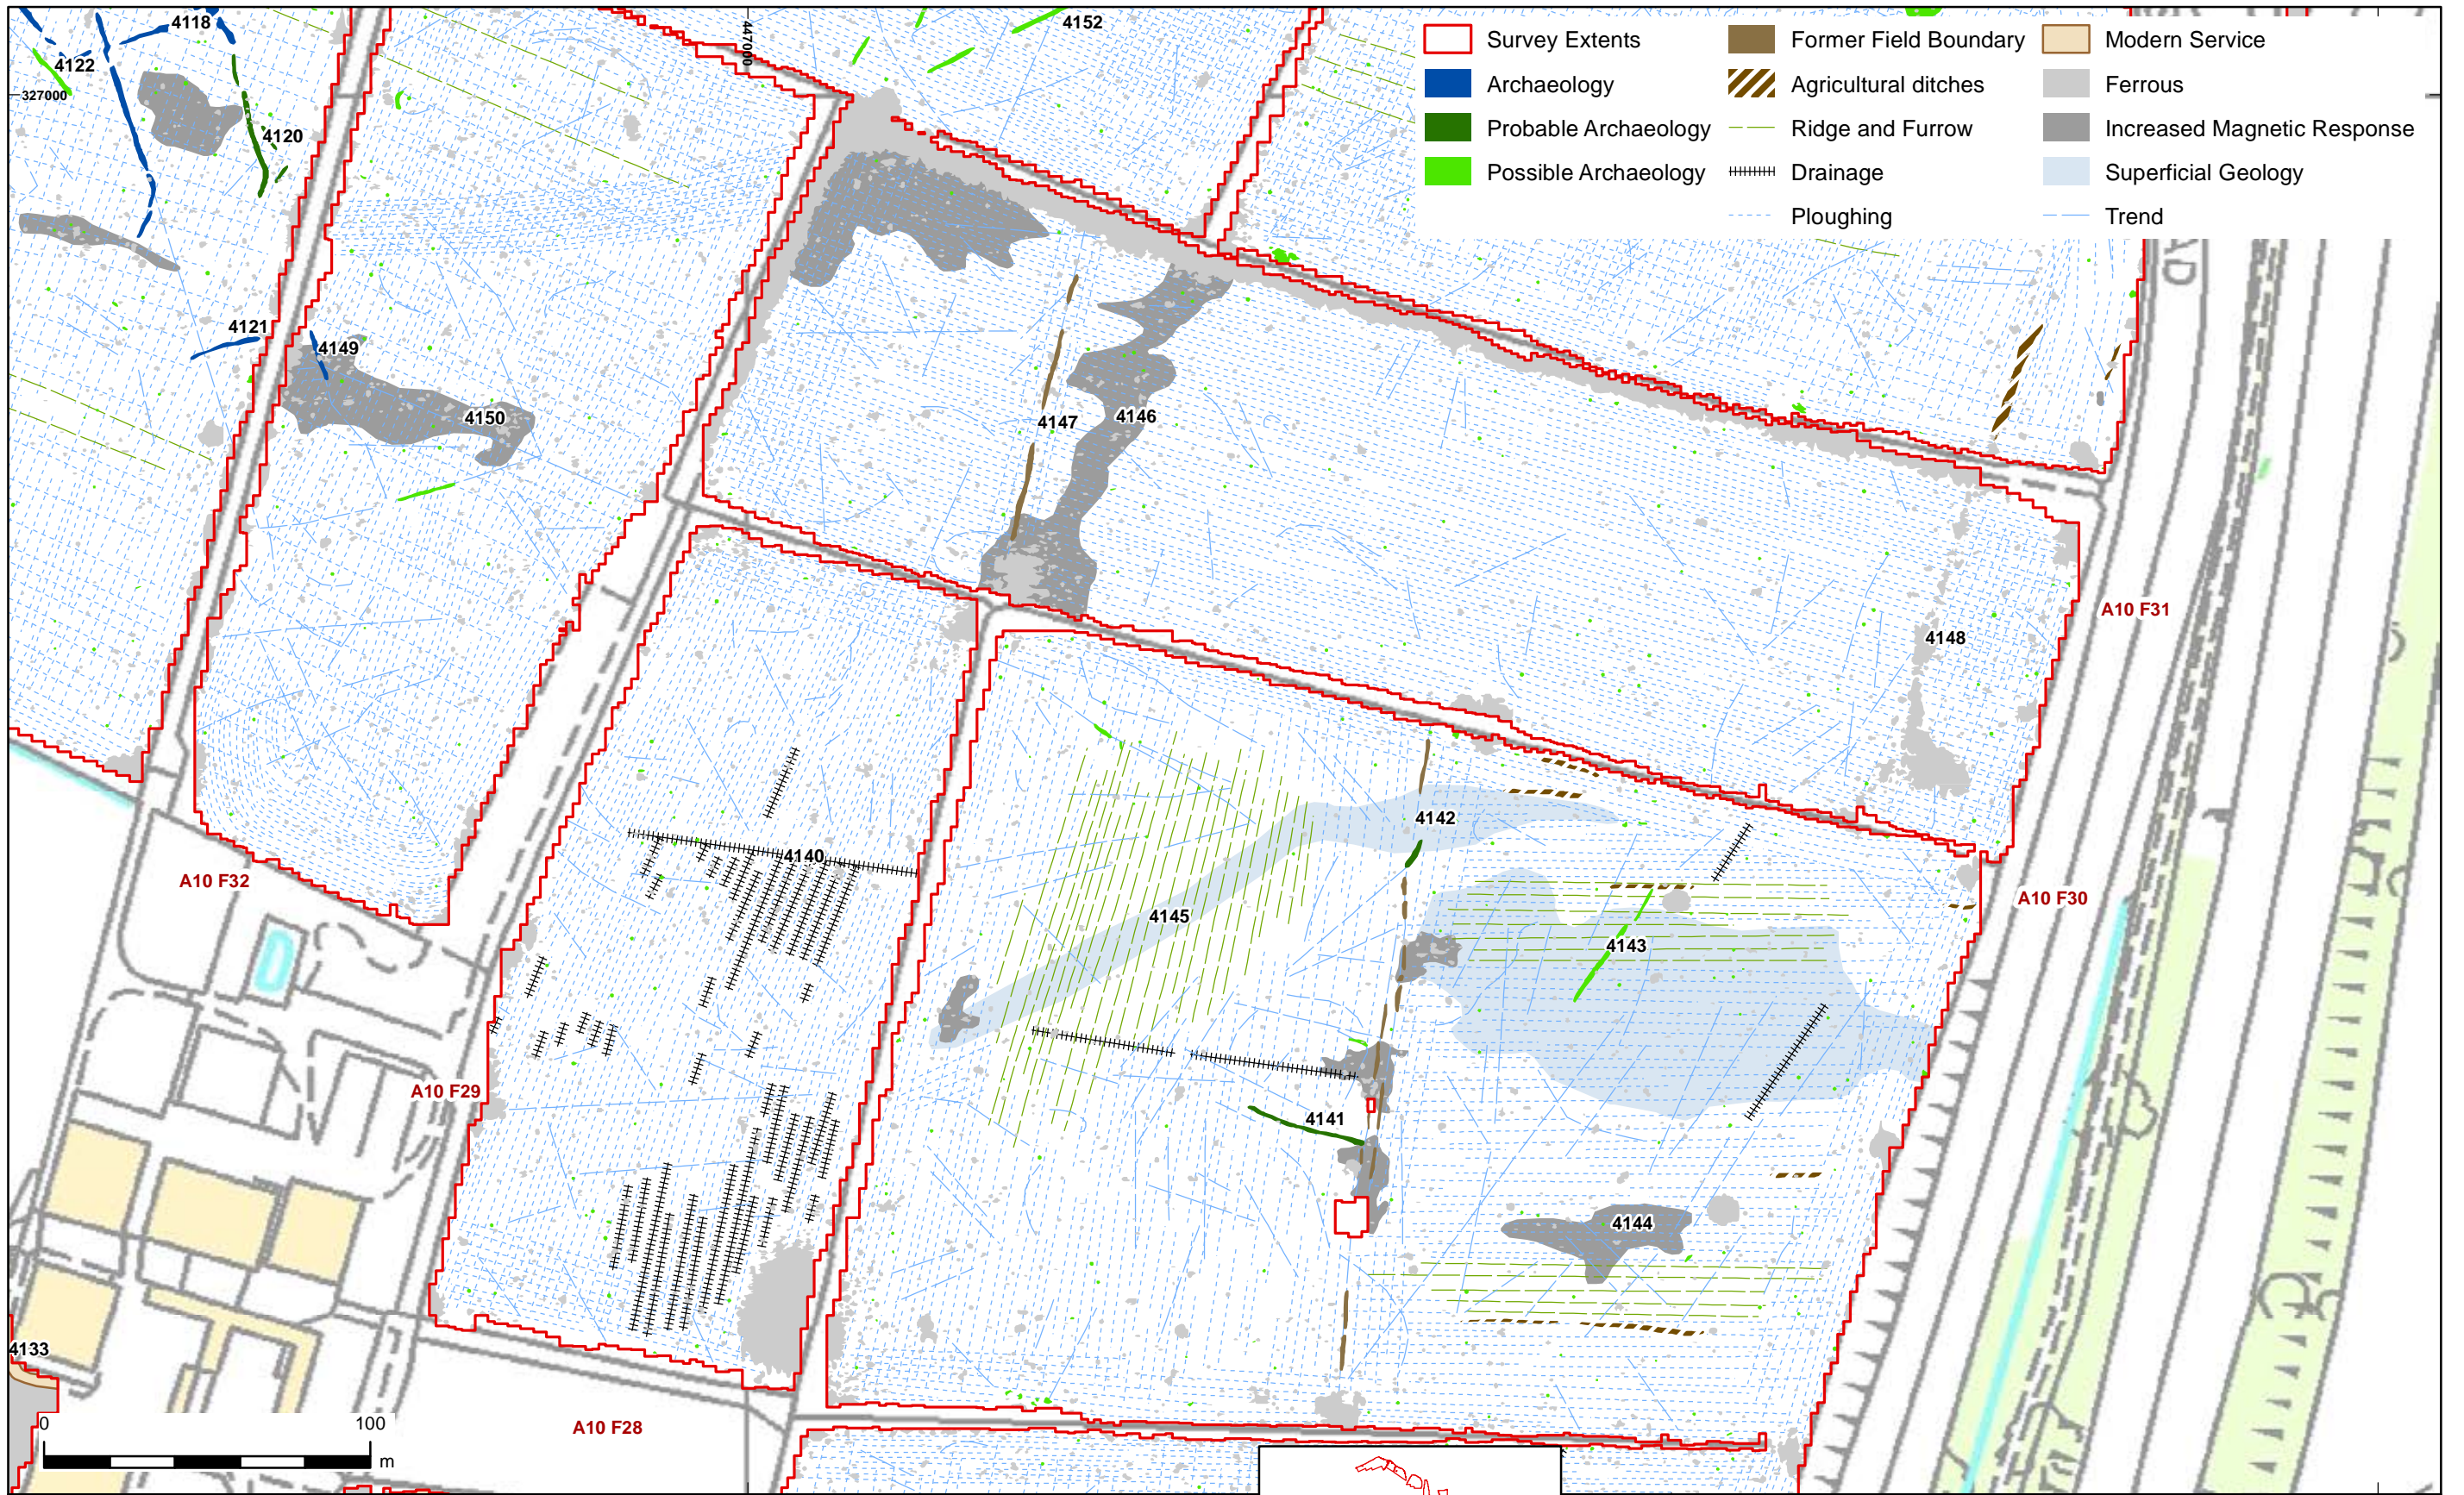 4118
4152
4122
447000
327000
4120
Survey Extents
Former Field Boundary
Modern Service
Archaeology
Agricultural ditches
Ferrous
Probable Archaeology
Ridge and Furrow
Increased Magnetic Response
Possible Archaeology
Drainage
Superficial Geology
Ploughing
Trend
AD
4121
4149
4150
4147
4146
A10 F31
4148
4142
4140
A10 F32
A10 F30
4145
4143
A10 F29
4141
4144
4133
A10 F28
0 100
m